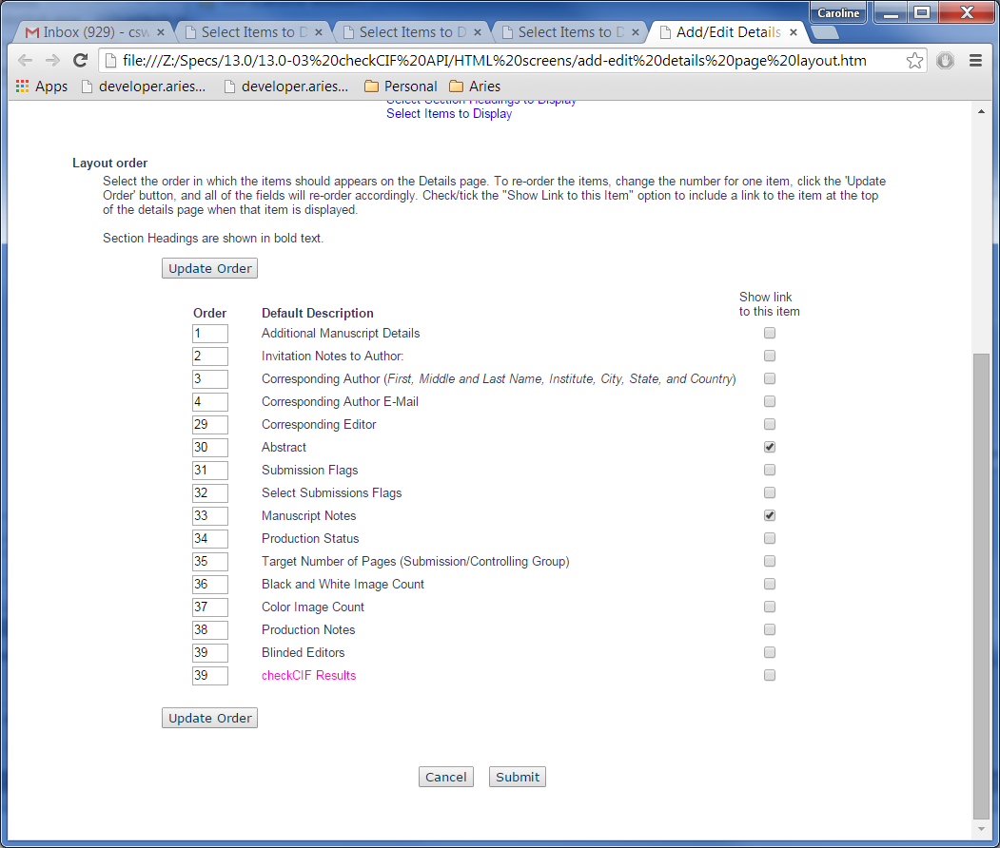 Caroline
Inbox (929) - csw
Select Items to D
Select Items to D
Select Items to D
Add/Edit Details
file:///Z:/Specs/13.0/13.0-03%20checkCIF%20API/HTML%20screens/add-edit%20details%20page%20layout.htm
Apps developer.aries... developer.aries... Personal Aries
Select Section Headings to Display
Select Items to Display
Layout order
Select the order in which the items should appears on the Details page. To re-order the items, change the number for one item, click the 'Update
Order' button, and all of the fields will re-order accordingly. Check/tick the "Show Link to this Item" option to include a link to the item at the top
of the details page when that item is displayed.
Section Headings are shown in bold text.
Update Order
Show link
Order Default Description to this item
1 Additional Manuscript Details
2 Invitation Notes to Author:
3 Corresponding Author (First, Middle and Last Name, Institute, City, State, and Country)
4 Corresponding Author E-Mail
29 Corresponding Editor
30 Abstract
31 Submission Flags
32 Select Submissions Flags
33 Manuscript Notes
34 Production Status
35 Target Number of Pages (Submission/Controlling Group)
36 Black and White Image Count
37 Color Image Count
38 Production Notes
39 Blinded Editors
39 checkCIF Results
Update Order
Cancel Submit